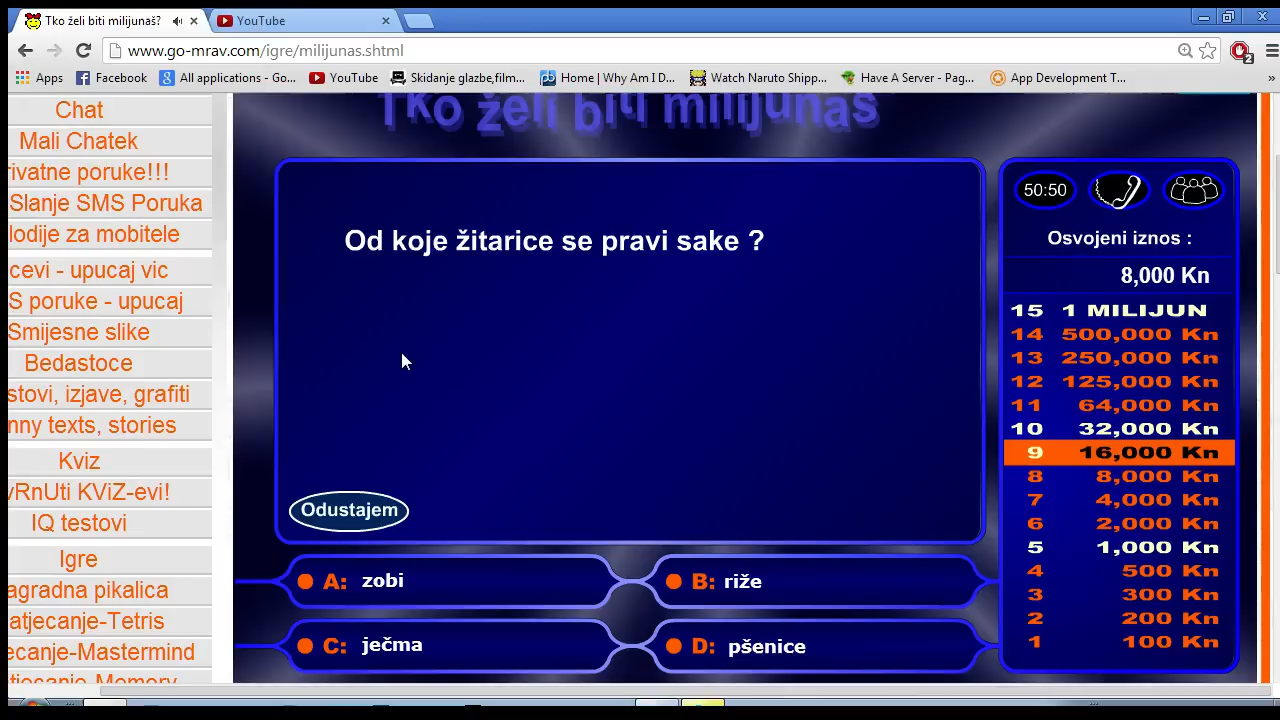 Tko želi biti milijunaš?
YouTube
www.go-mrav.com/igre/milijunas.shtml
Apps
Facebook
All applications - Go...
YouTube
Skidanje glazbe,film...
Home | Why Am I D...
Watch Naruto Shipp...
Have A Server - Pag...
App Development T...
2
Chat
Mali Chatek
rivatne poruke!!!
Slanje SMS Poruka
lodije za mobitele
cevi - upucaj vic
S poruke - upucaj
Smijesne slike
Bedastoce
stovi, izjave, grafiti
nny texts, stories
Kviz
vRnUti KViZ-evi!
IQ testovi
Igre
agradna pikalica
atjecanje-Tetris
ecanje-Mastermind
tjecanje-Memory
Tko želi biti milijunaš
Od koje žitarice se pravi sake ?
Odustajem
A: zobi
B: riže
C: ječma
D: pšenice
50:50
Osvojeni iznos :
8,000 Kn
15 1 MILIJUN
14 500,000 Kn
13 250,000 Kn
12 125,000 Kn
11 64,000 Kn
10 32,000 Kn
9 16,000 Kn
8 8,000 Kn
7 4,000 Kn
6 2,000 Kn
5 1,000 Kn
4 500 Kn
3 300 Kn
2 200 Kn
1 100 Kn